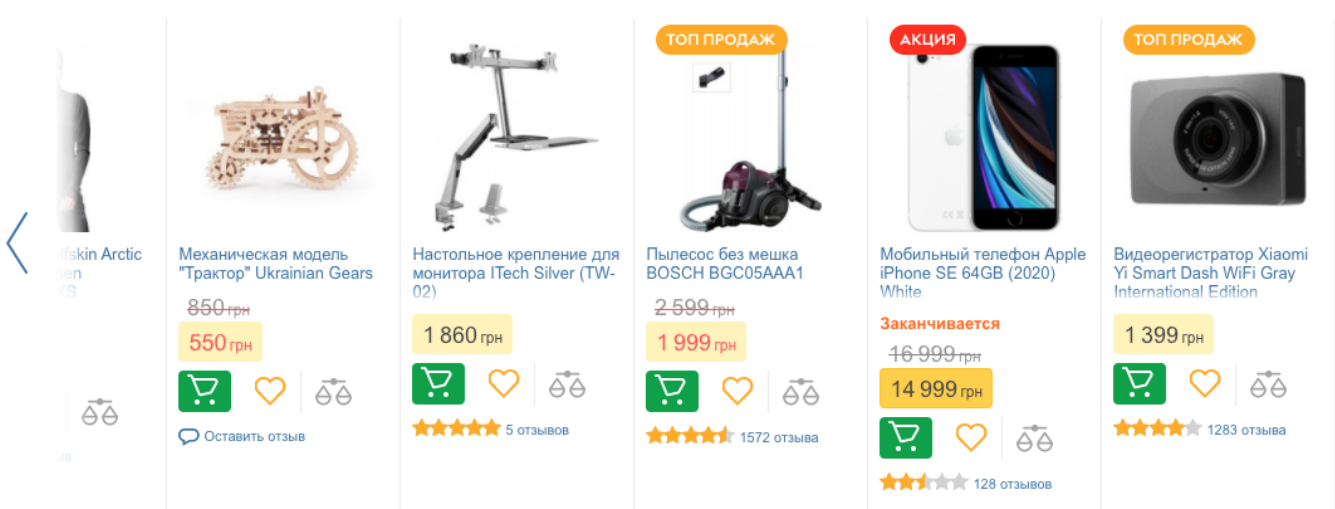 Arctic
XS
Механическая модель
"Трактор" Ukrainian Gears
850 грн
550 грн
Оставить отзыв
Настольное крепление для
монитора ITech Silver (TW-
02)
1 860 грн
5 отзывов
ТОП ПРОДАЖ
Пылесос без мешка
BOSCH BGC05AAA1
2 599 грн
1 999 грн
1572 отзыва
АКЦИЯ
Мобильный телефон Apple
iPhone SE 64GB (2020)
White
Заканчивается
16 999 грн
14 999 грн
128 отзывов
ТОП ПРОДАЖ
Видеорегистратор Xiaomi
Yi Smart Dash WiFi Gray
International Edition
1 399 грн
1283 отзыва